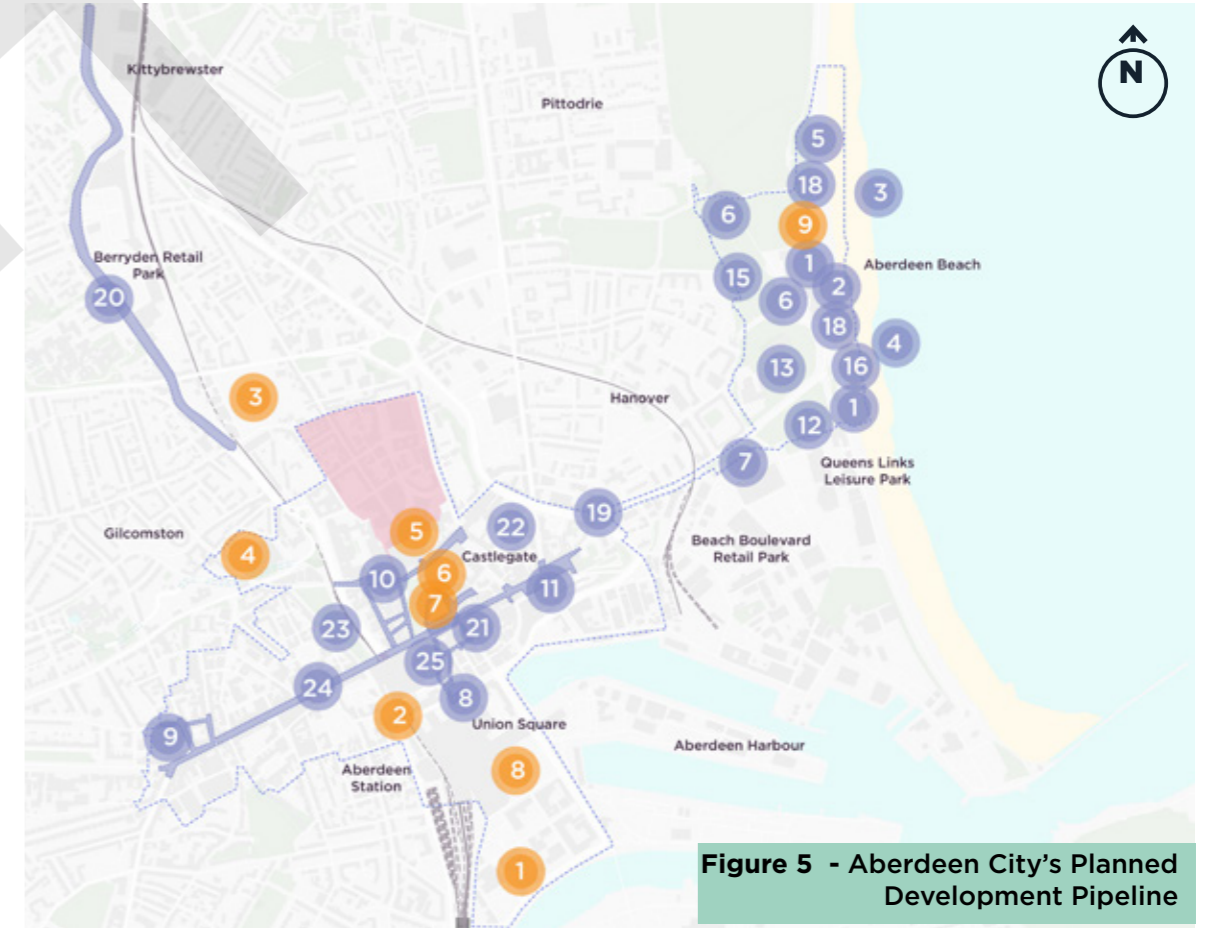 Kittybrewster
N
Pittodrie
5
18
3
6
9
Berryden Retail
Park
1
Aberdeen Beach
15
2
20
6
18
4
16
13
3
Hanover
1
12
7
Queens Links
Leisure Park
19
22
5
Gilcomston
Castlegate
Beach Boulevard
Retail Park
4
6
10
11
7
23
21
25
24
8
2
Union Square
9
Aberdeen Harbour
Aberdeen
Station
8
1
Figure 5 - Aberdeen City's Planned
Development Pipeline